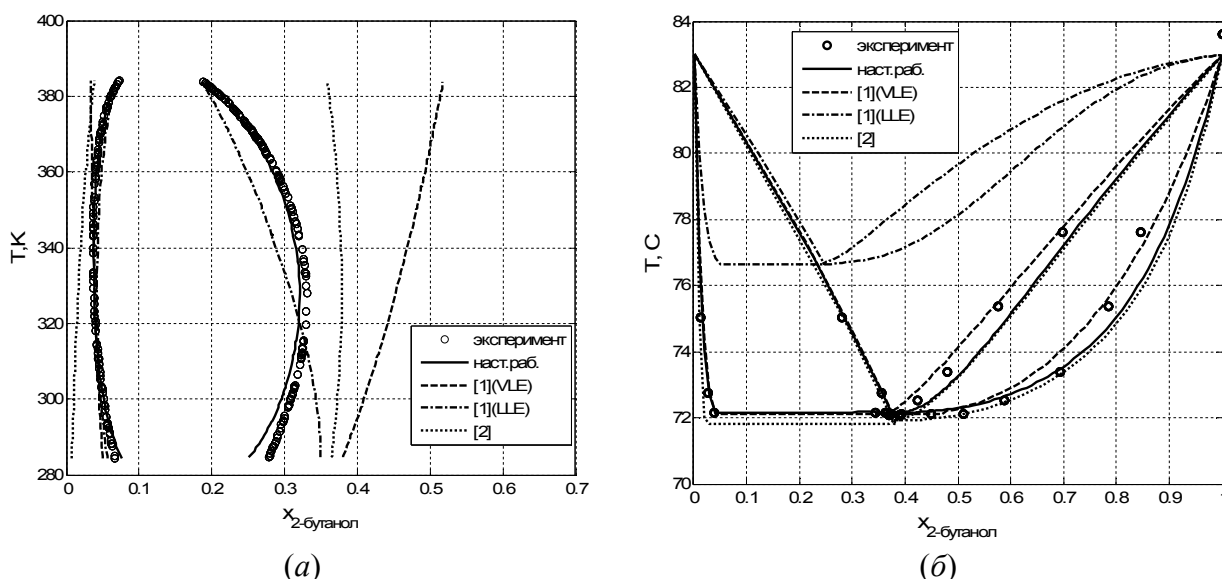 400
380
360
340
320
300
280
T,K
эксперимент
наст.раб.
[1](VLE)
[1](LLE)
[2]
0 0.1 0.2 0.3 0.4 0.5 0.6 0.7
x2-бутанол
(а)
84
82
80
78
76
74
72
70
T, C
эксперимент
наст.раб.
[1](VLE)
[1](LLE)
[2]
0 0.1 0.2 0.3 0.4 0.5 0.6 0.7 0.8 0.9 1
x2-бутанол
(б)